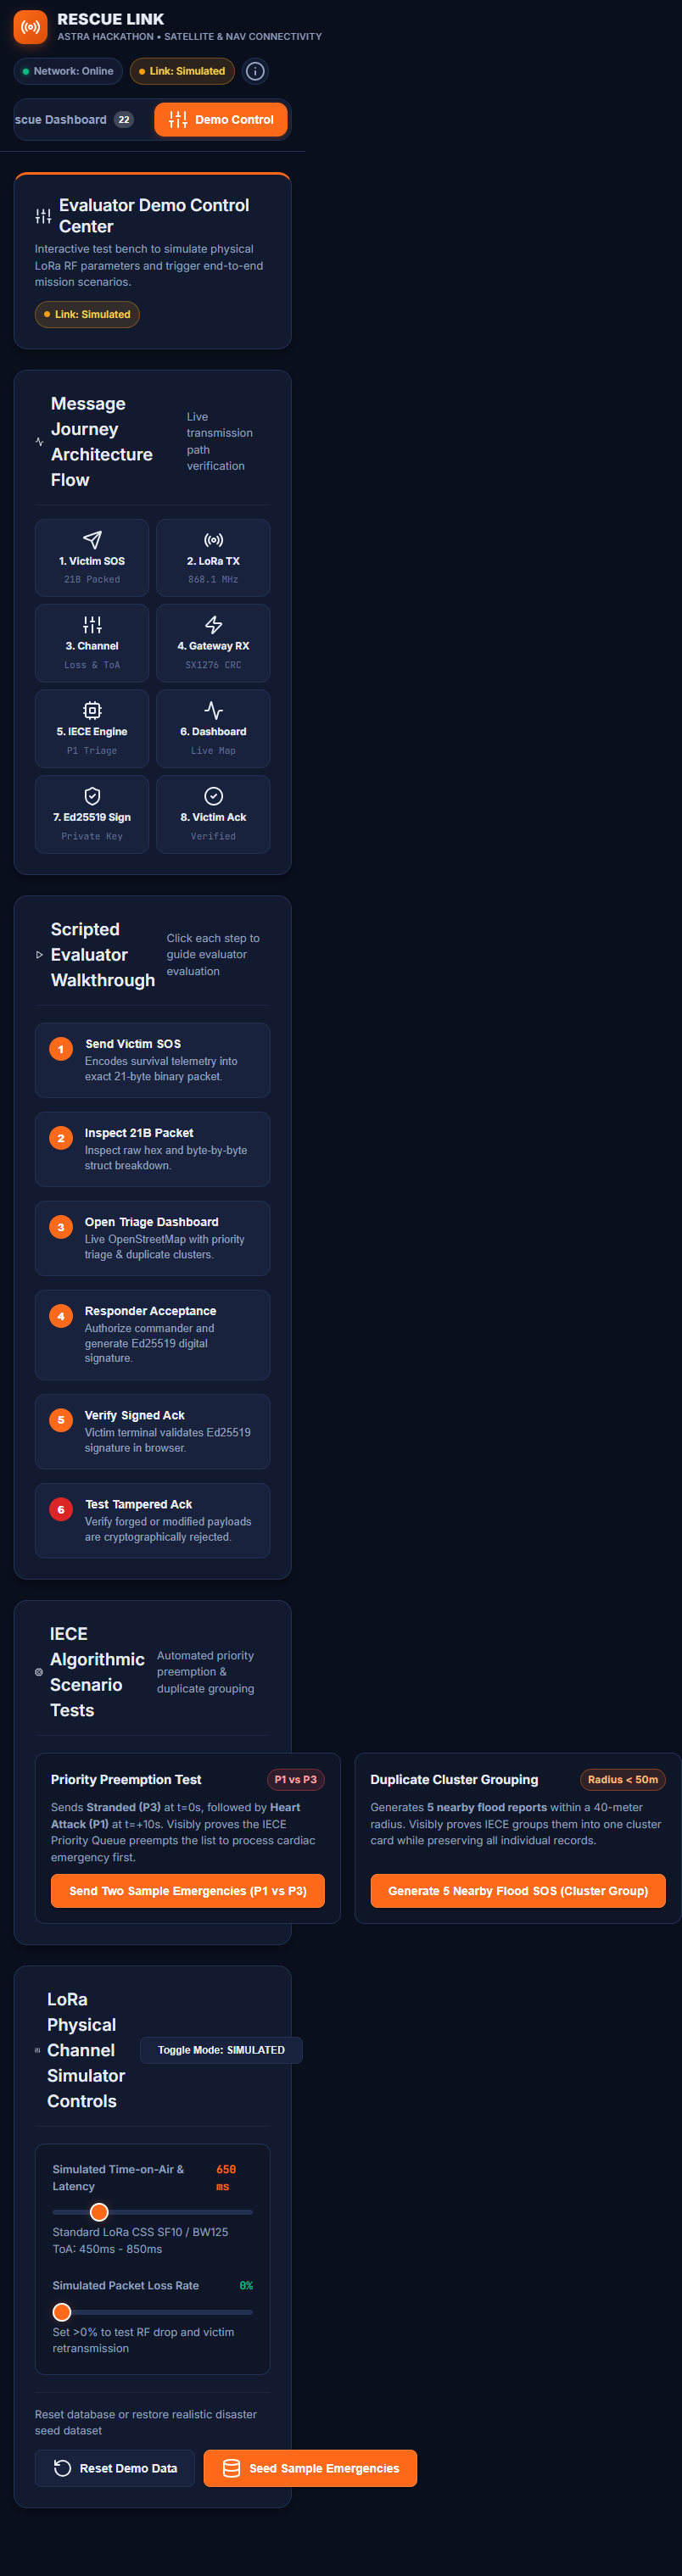 RESCUE LINK
ASTRA HACKATHON • SATELLITE & NAV CONNECTIVITY
Network: Online
Link: Simulated
scue Dashboard 22
Demo Control
Evaluator Demo Control
Center
Interactive test bench to simulate physical
LoRa RF parameters and trigger end-to-end
mission scenarios.
Link: Simulated
Message
Journey
Architecture
Flow
Live
transmission
path
verification
1. Victim SOS
21B Packed
2. LoRa TX
868.1 MHz
3. Channel
Loss & ToA
4. Gateway RX
SX1276 CRC
5. IECE Engine
P1 Triage
6. Dashboard
Live Map
7. Ed25519 Sign
Private Key
8. Victim Ack
Verified
Scripted
Evaluator
Walkthrough
Click each step to
guide evaluator
evaluation
1
Send Victim SOS
Encodes survival telemetry into
exact 21-byte binary packet.
2
Inspect 21B Packet
Inspect raw hex and byte-by-byte
struct breakdown.
3
Open Triage Dashboard
Live OpenStreetMap with priority
triage & duplicate clusters.
4
Responder Acceptance
Authorize commander and
generate Ed25519 digital
signature.
5
Verify Signed Ack
Victim terminal validates Ed25519
signature in browser.
6
Test Tampered Ack
Verify forged or modified payloads
are cryptographically rejected.
IECE
Algorithmic
Scenario
Tests
Automated priority
preemption &
duplicate grouping
Priority Preemption Test
P1 vs P3
Sends Stranded (P3) at t=0s, followed by Heart
Attack (P1) at t=+10s. Visibly proves the IECE
Priority Queue preempts the list to process cardiac
emergency first.
Send Two Sample Emergencies (P1 vs P3)
Duplicate Cluster Grouping
Radius < 50m
Generates 5 nearby flood reports within a 40-meter
radius. Visibly proves IECE groups them into one cluster
card while preserving all individual records.
Generate 5 Nearby Flood SOS (Cluster Group)
LoRa
Physical
Channel
Simulator
Controls
Toggle Mode: SIMULATED
Simulated Time-on-Air &
Latency
650
ms
Standard LoRa CSS SF10 / BW125
ToA: 450ms - 850ms
Simulated Packet Loss Rate
0%
Set >0% to test RF drop and victim
retransmission
Reset database or restore realistic disaster
seed dataset
Reset Demo Data
Seed Sample Emergencies